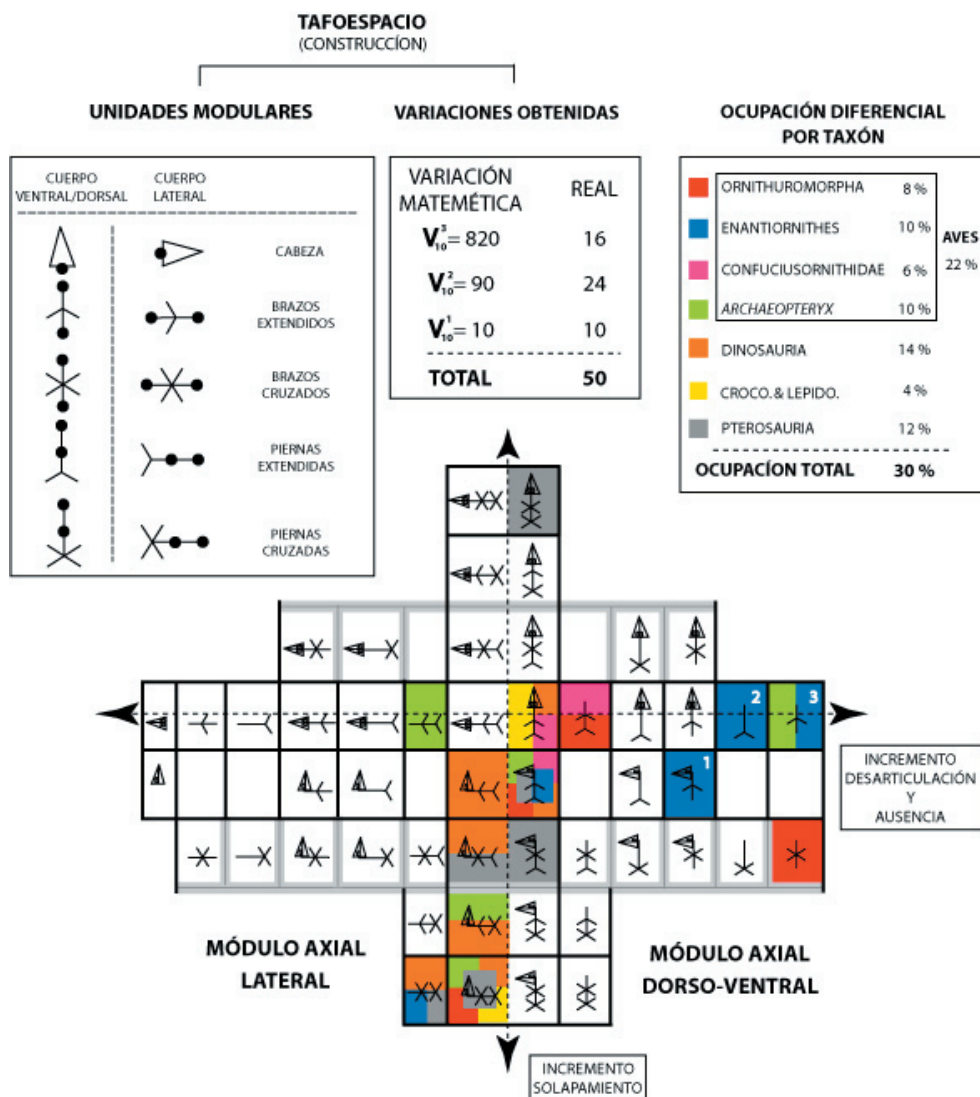 TAFOESPACIO
(CONSTRUCCÍON)
UNIDADES MODULARES
CUERPO
VENTRAL/DORSAL
CUERPO
LATERAL
CABEZA
BRAZOS
EXTENDIDOS
BRAZOS
CRUZADOS
PIERNAS
EXTENDIDAS
PIERNAS
CRUZADAS
VARIACIONES OBTENIDAS
VARIACIÓN
MATEMÉTICA
REAL
V³₁₀= 820 16
V²₁₀= 90 24
V¹₁₀= 10 10
TOTAL 50
OCUPACIÓN DIFERENCIAL
POR TAXÓN
ORNITHUROMORPHA 8 %
ENANTIORNITHES 10 %
CONFUCIUSORNITHIDAE 6 %
ARCHAEOPTERYX 10 %
AVES
22 %
DINOSAURIA 14 %
CROCO.& LEPIDO. 4 %
PTEROSAURIA 12 %
OCUPACÍON TOTAL 30 %
2
3
1
INCREMENTO
DESARTICULACIÓN
Y
AUSENCIA
MÓDULO AXIAL
LATERAL
MÓDULO AXIAL
DORSO-VENTRAL
INCREMENTO
SOLAPAMIENTO